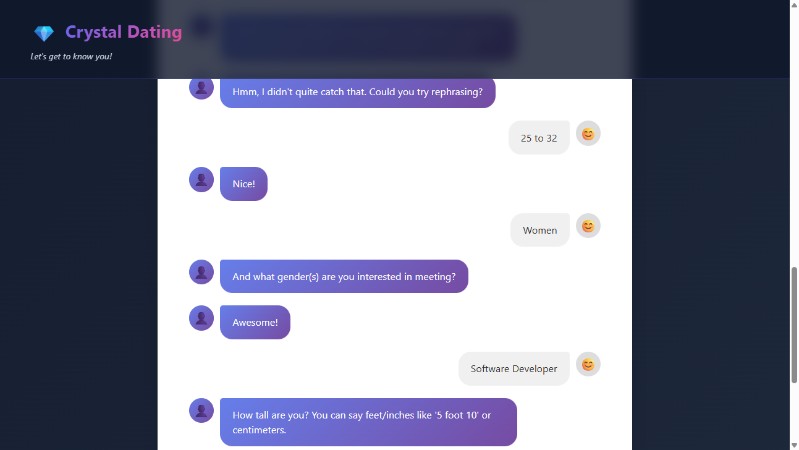 Crystal Dating
Let's get to know you!
Hmm, I didn't quite catch that. Could you try rephrasing?
25 to 32
Nice!
Women
And what gender(s) are you interested in meeting?
Awesome!
Software Developer
How tall are you? You can say feet/inches like '5 foot 10' or
centimeters.